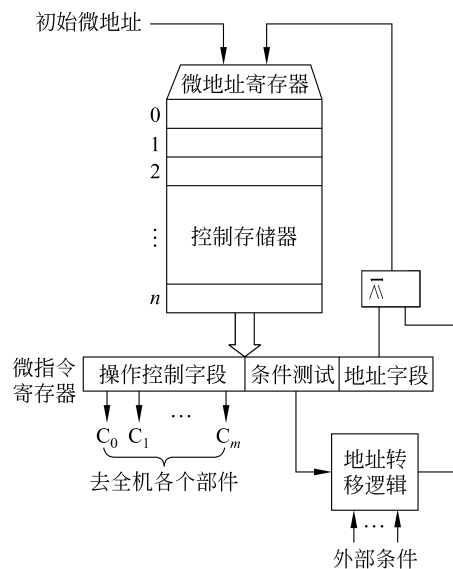 初始微地址
微地址寄存器
0
1
2
⋮
控制存储器
n
≥1
微指令
寄存器
操作控制字段
条件测试
地址字段
C₀ C₁ … Cₘ
去全机各个部件
地址转
移逻辑
…
外部条件